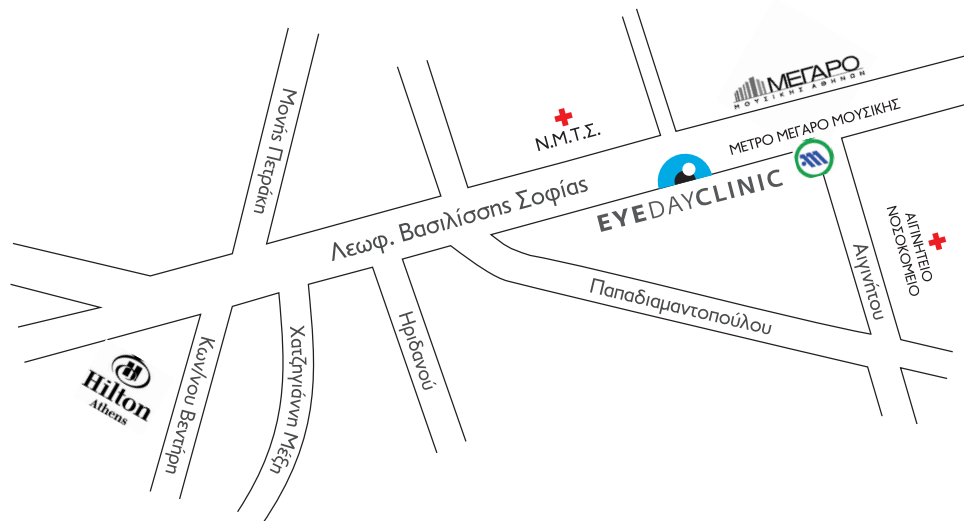 ΜΕΓΑΡΟ
ΜΟΥΣΙΚΗΣ ΑΘΗΝΩΝ
Μονής Πετράκη
Ν.Μ.Τ.Σ.
ΜΕΤΡΟ ΜΕΓΑΡΟ ΜΟΥΣΙΚΗΣ
Λεωφ. Βασιλίσσης Σοφίας
EYEDAYCLINIC
ΑΙΓΙΝΗΤΕΙΟ
ΝΟΣΟΚΟΜΕΙΟ
Αιγινήτου
Παπαδιαμαντοπούλου
Ηριδανού
Χατζηγιάννη Μέξη
Κων/νου Βεντήρη
Hilton
Athens